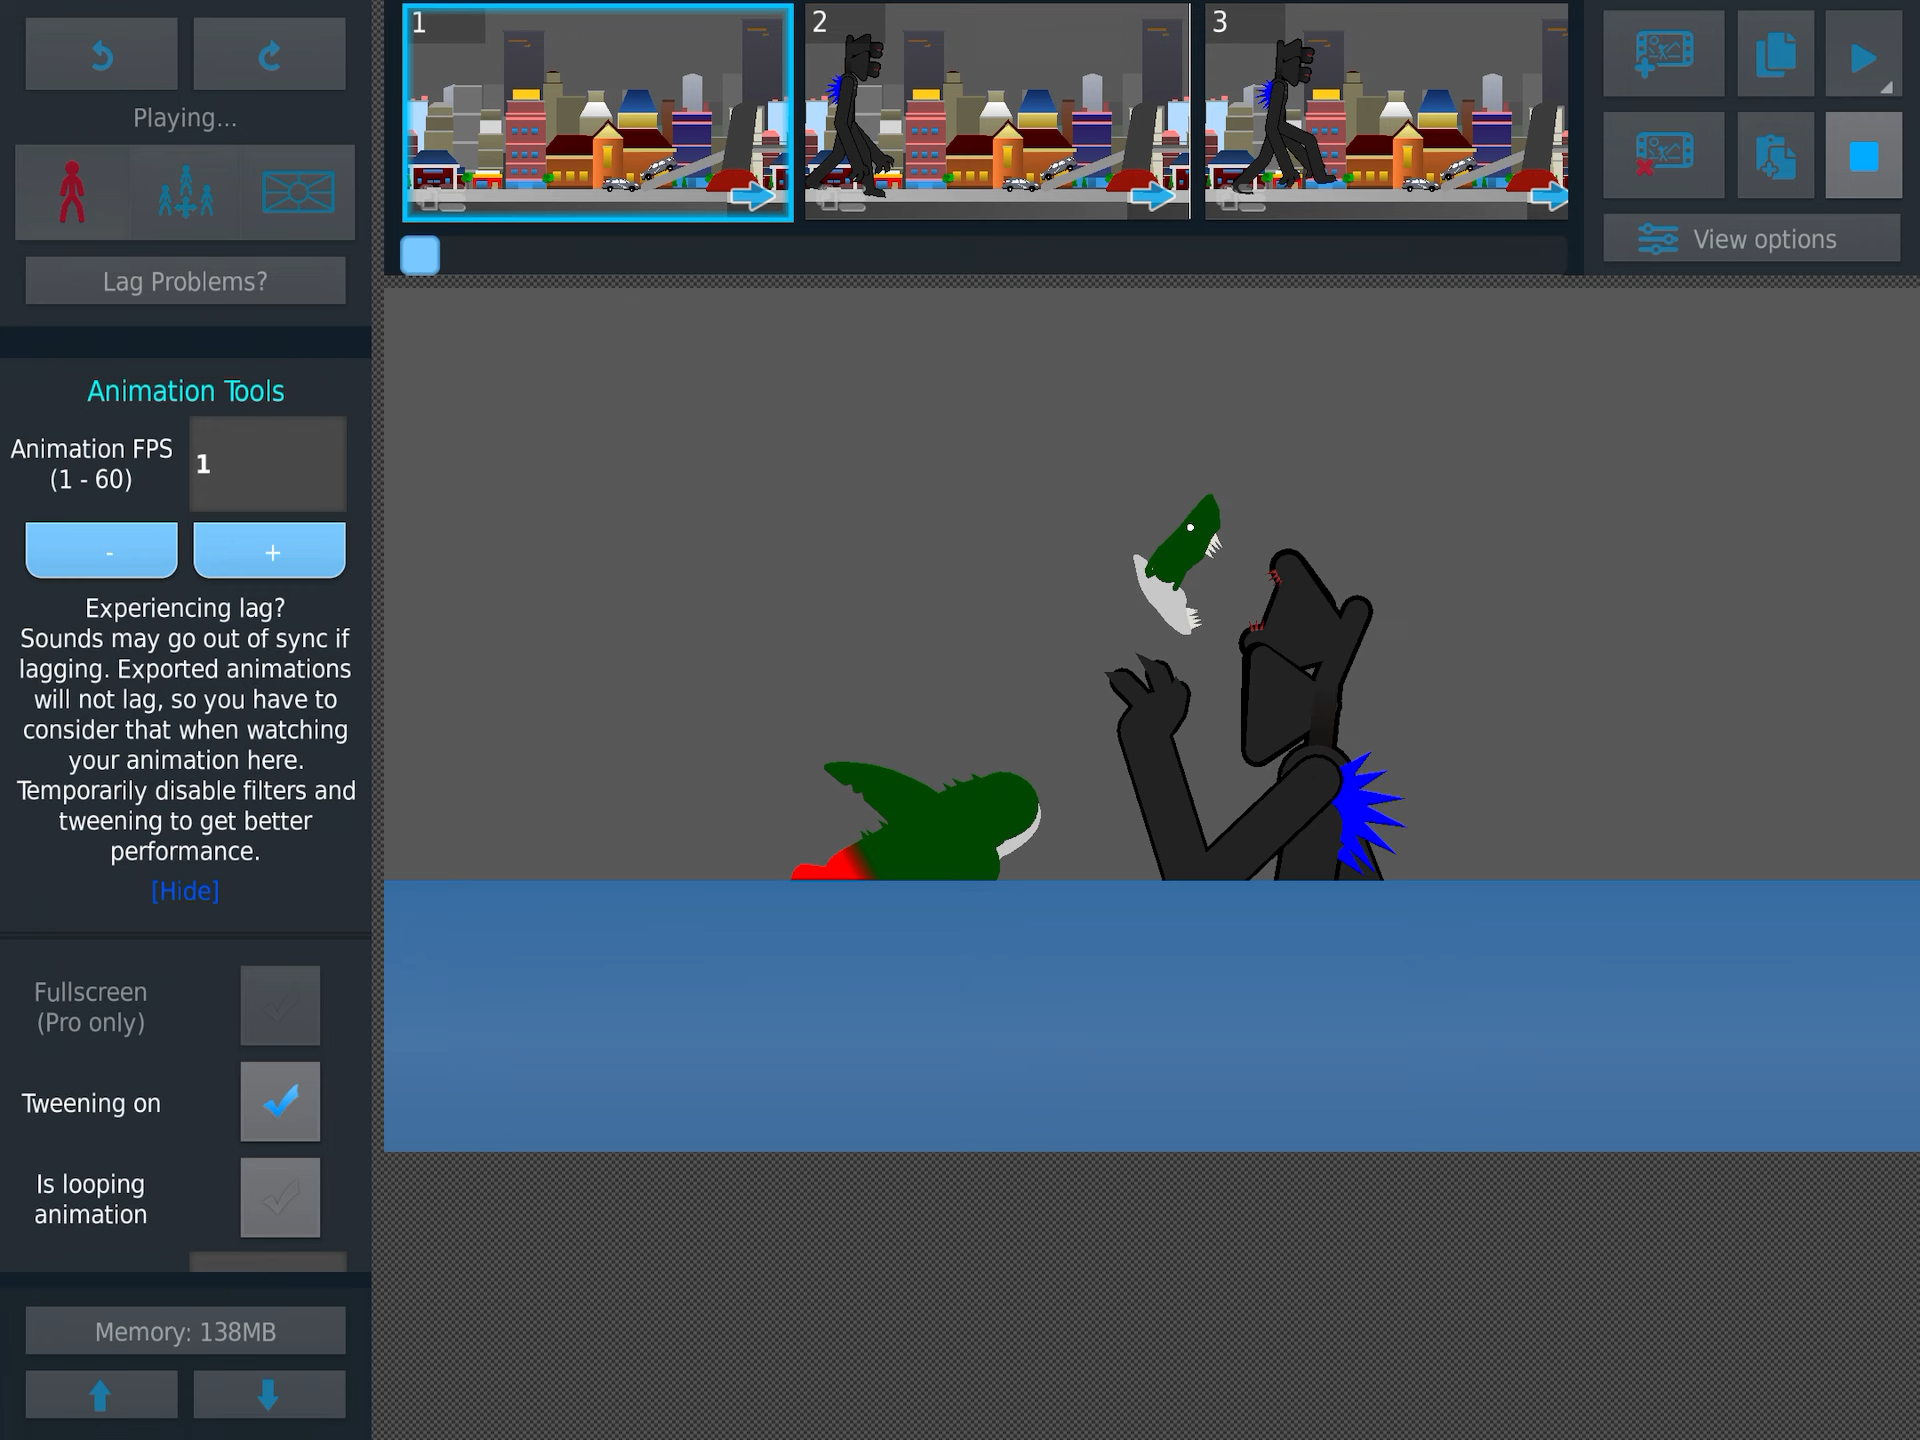 Playing...
Lag Problems?
Animation Tools
Animation FPS
(1 - 60)
1
-
+
Experiencing lag?
Sounds may go out of sync if
lagging. Exported animations
will not lag, so you have to
consider that when watching
your animation here.
Temporarily disable filters and
tweening to get better
performance.
[Hide]
Fullscreen
(Pro only)
Tweening on
Is looping
animation
Memory: 138MB
1
2
3
View options